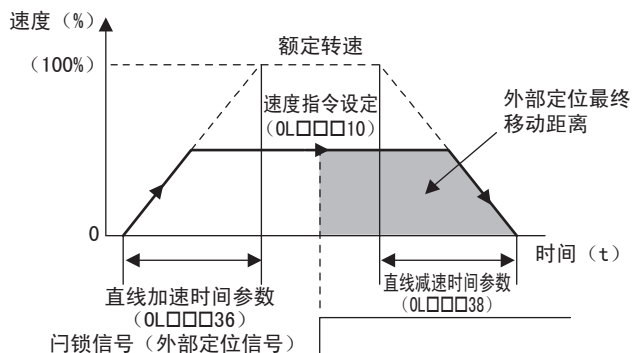 速度（%）
（100%）
额定转速
速度指令设定
（OL□□□10）
外部定位最终
移动距离
0
时间（t）
直线加速时间参数
（OL□□□36）
直线减速时间参数
（OL□□□38）
闩锁信号（外部定位信号）